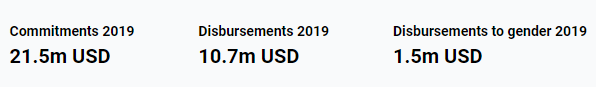 Commitments 2019 Disbursements 2019 Disbursements to gender 2019
21.5m USD 10.7m USD 1.5m USD